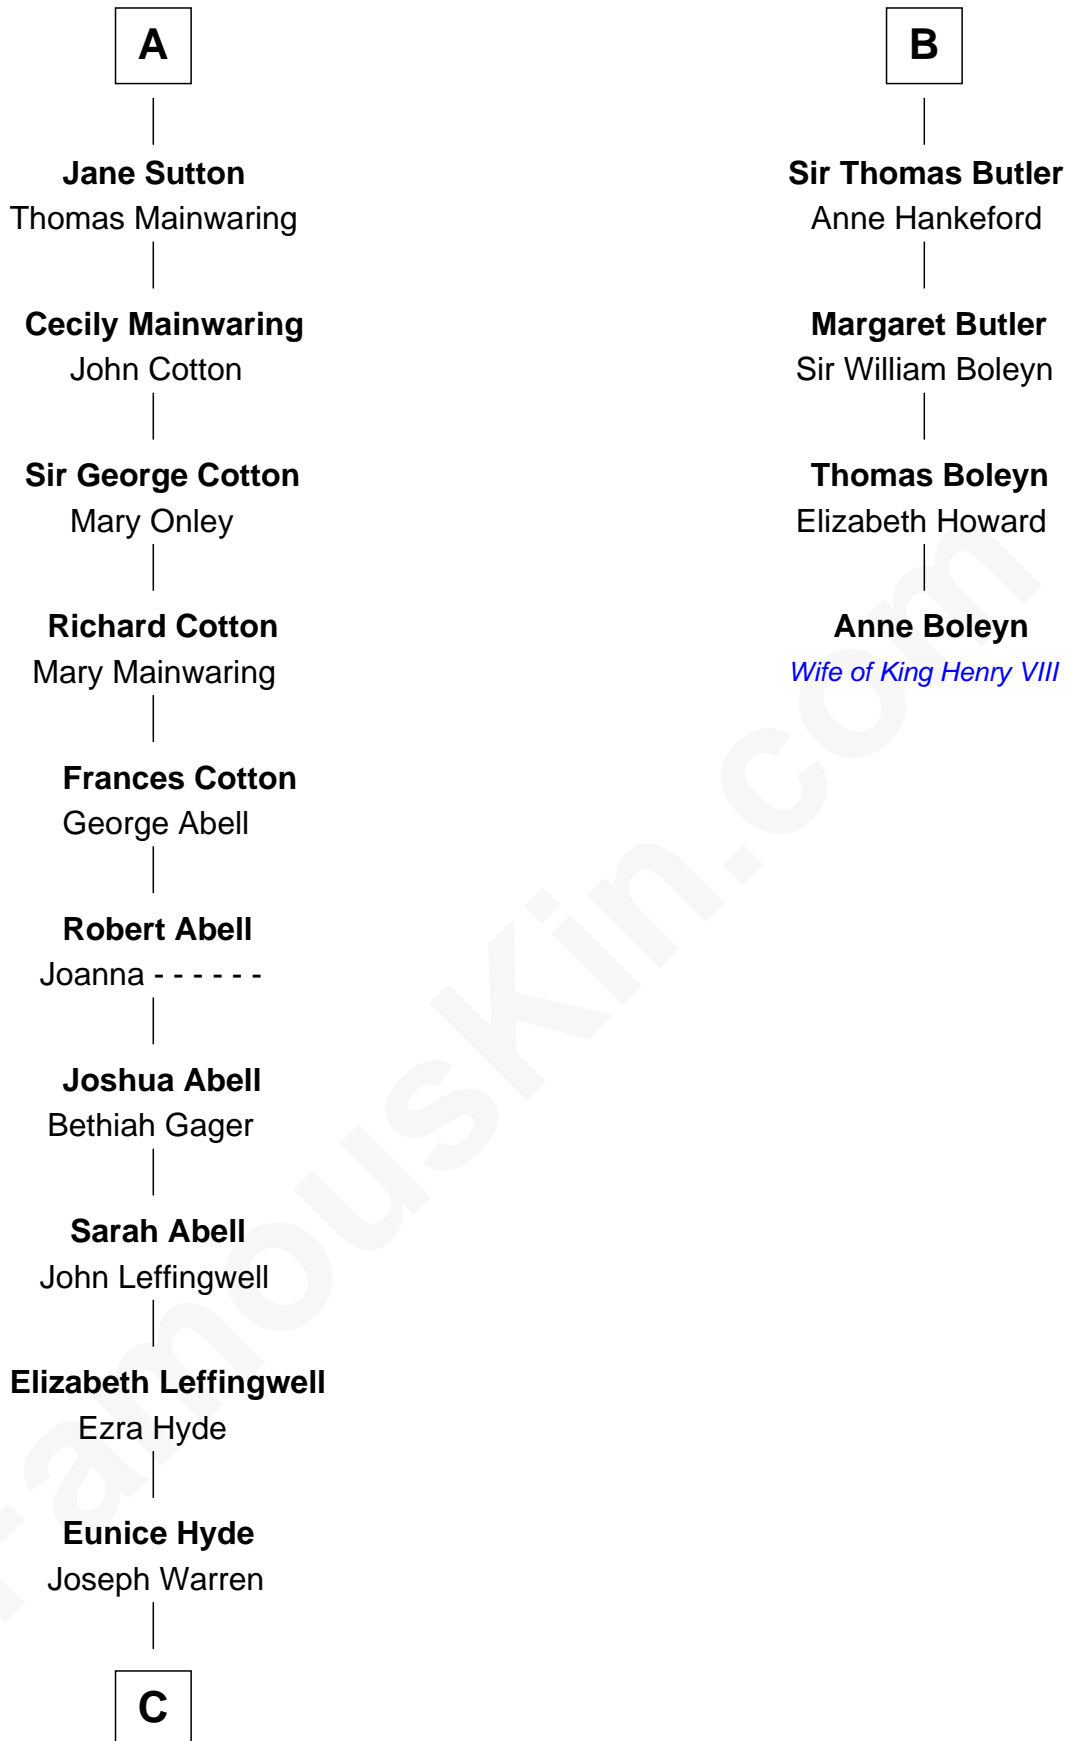 A
Jane Sutton
Thomas Mainwaring
Cecily Mainwaring
John Cotton
Sir George Cotton
Mary Onley
Richard Cotton
Mary Mainwaring
Frances Cotton
George Abell
Robert Abell
Joanna - - - - - -
Joshua Abell
Bethiah Gager
Sarah Abell
John Leffingwell
Elizabeth Leffingwell
Ezra Hyde
Eunice Hyde
Joseph Warren
C
B
Sir Thomas Butler
Anne Hankeford
Margaret Butler
Sir William Boleyn
Thomas Boleyn
Elizabeth Howard
Anne Boleyn
Wife of King Henry VIII
FamousKin.com